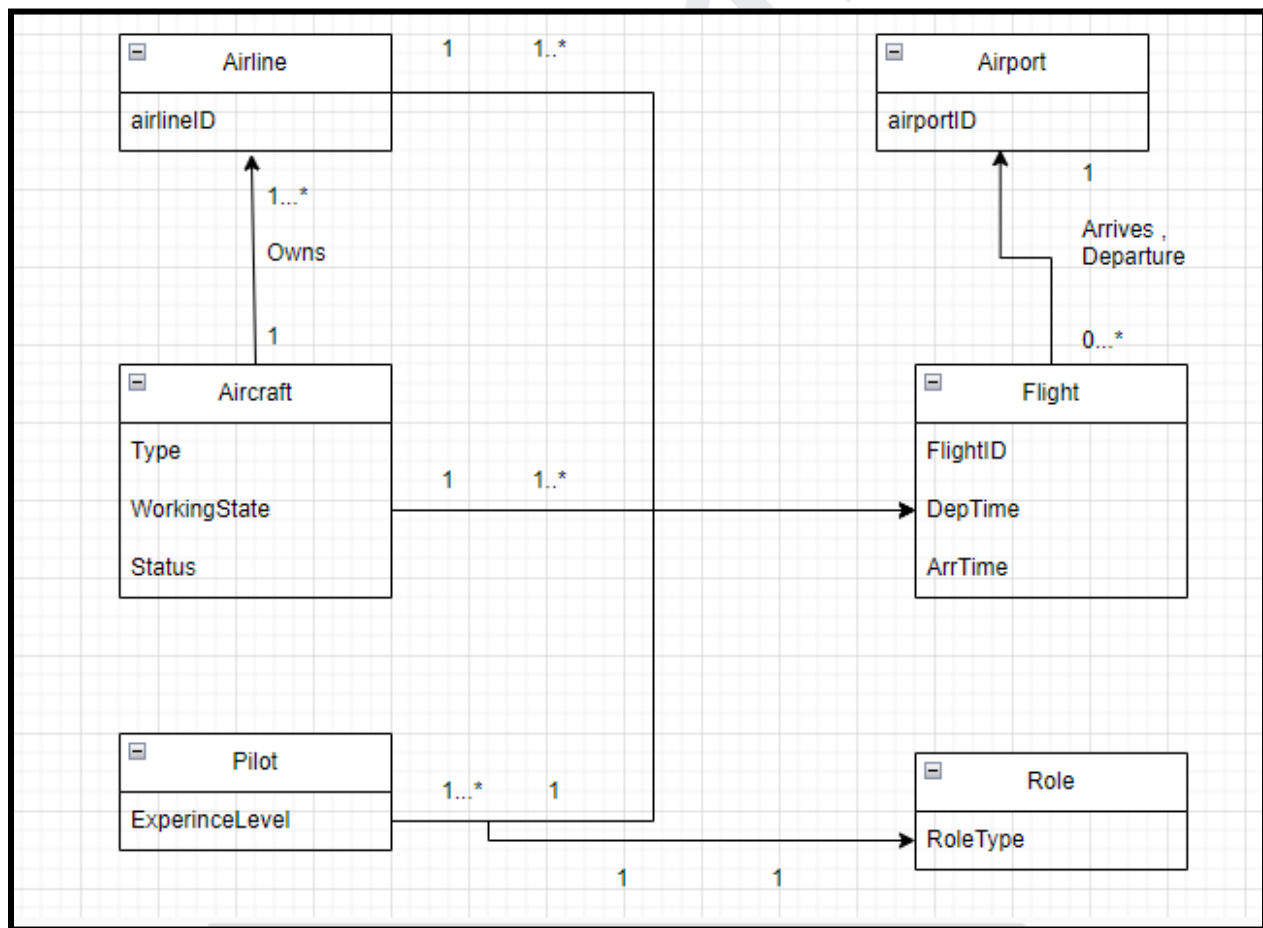 Airline
airlineID
1 1..*
Airport
airportID
1...*
Owns
1
1
Arrives ,
Departure
0...*
Aircraft
Type
WorkingState
Status
1 1..*
Flight
FlightID
DepTime
ArrTime
Pilot
ExperinceLevel
1...* 1
Role
RoleType
1 1